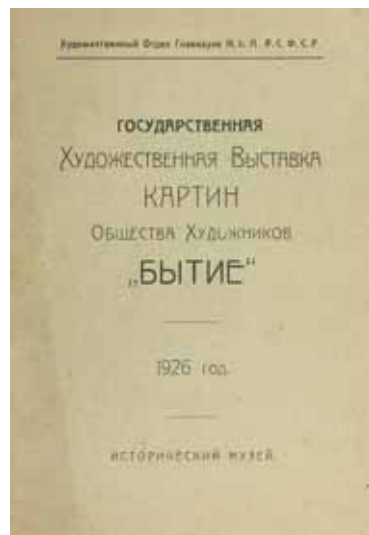 Художественный Отдел Главнауки Н. К. П. Р. С. Ф. С. Р.
ГОСУДАРСТВЕННАЯ
ХУДОЖЕСТВЕННАЯ ВЫСТАВКА
КАРТИН
ОБЩЕСТВА ХУДОЖНИКОВ
„БЫТИЕ“
1926 год.
ИСТОРИЧЕСКИЙ МУЗЕЙ.